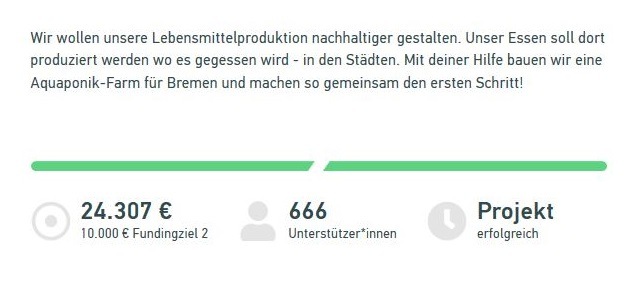 Wir wollen unsere Lebensmittelproduktion nachhaltiger gestalten. Unser Essen soll dort
produziert werden wo es gegessen wird - in den Städten. Mit deiner Hilfe bauen wir eine
Aquaponik-Farm für Bremen und machen so gemeinsam den ersten Schritt!
24.307 €
10.000 € Fundingziel 2
666
Unterstützer*innen
Projekt
erfolgreich